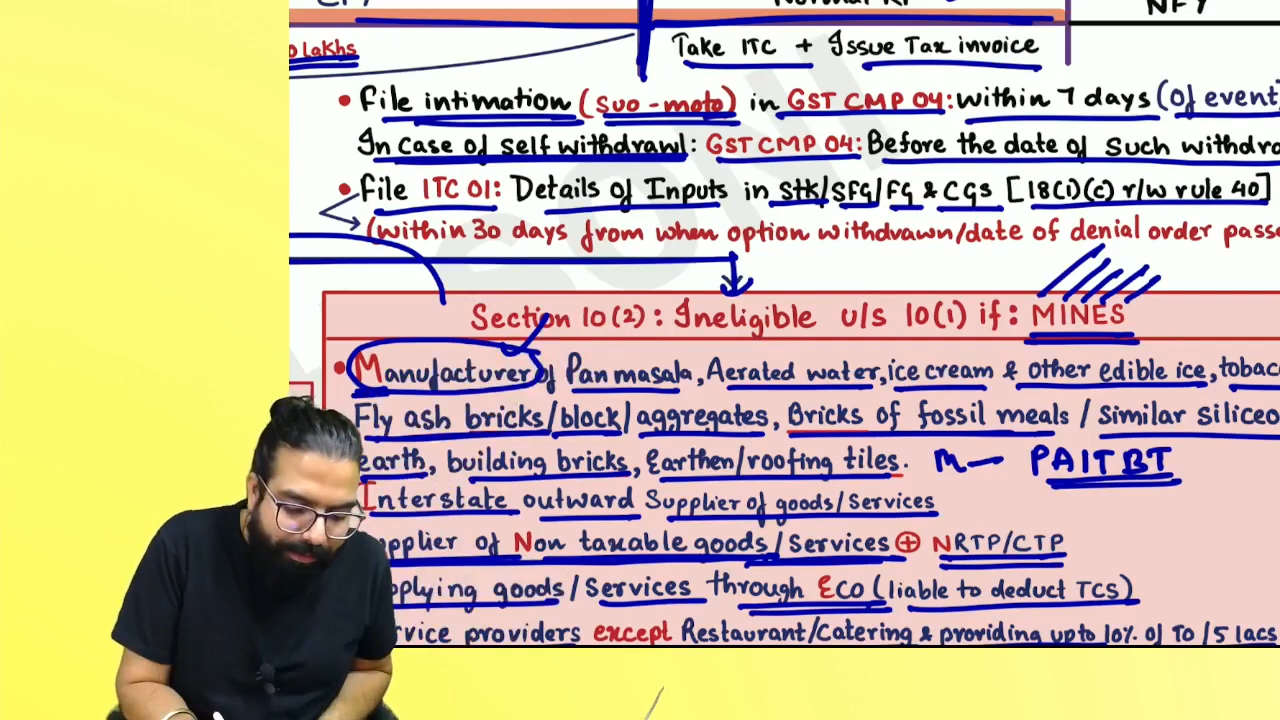 Normal RP
NFY
lakhs
Take ITC + Issue Tax invoice
• File intimation (Suo-moto) in GST CMP 04: within 7 days (Of event
In case of self withdrawl: GST CMP 04: Before the date of such withdra
• File ITC 01: Details of Inputs in Stk/SFG/FG & CGs [18(1)(c) r/w rule 40]
(within 30 days from when option withdrawn/date of denial order passe
Section 10(2): Ineligible u/s 10(1) if: MINES
• Manufacturer of Pan masala, Aerated water, ice cream & other edible ice, tobac
Fly ash bricks/block/aggregates, Bricks of fossil meals / Similar siliceo
earth, building bricks, Earthen/roofing tiles. M— PAITBT
Interstate outward Supplier of goods/Services
pplier of Non taxable goods/Services ⊕ NRTP/CTP
pplying goods/Services through ECO (liable to deduct TCS)
rvice providers except Restaurant/Catering & providing upto 10% of TO/5 lacs